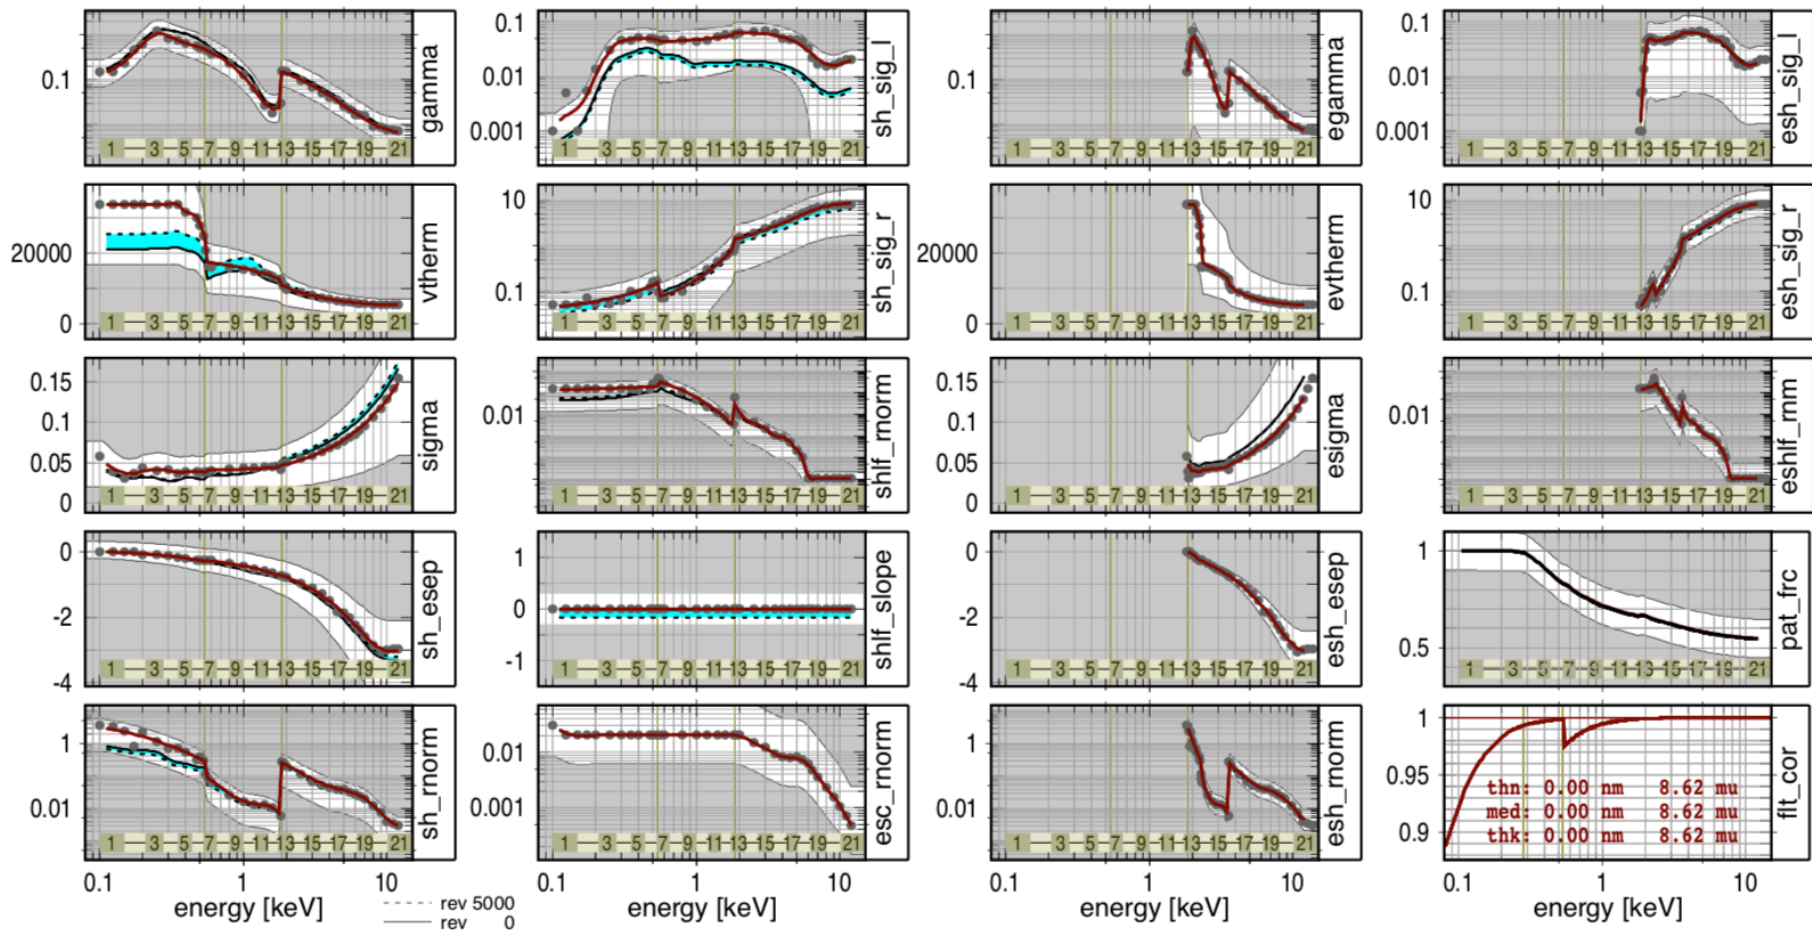 0.1
gamma
1 3 5 7 9 11 13 15 17 19 21
0.1
0.01
0.001
sh_sig_l
1 3 5 7 9 11 13 15 17 19 21
0.1
egamma
1 3 5 7 9 11 13 15 17 19 21
0.1
0.01
0.001
esh_sig_l
1 3 5 7 9 11 13 15 17 19 21
20000
0
vtherm
1 3 5 7 9 11 13 15 17 19 21
10
0.1
sh_sig_r
1 3 5 7 9 11 13 15 17 19 21
20000
0
evtherm
1 3 5 7 9 11 13 15 17 19 21
10
0.1
esh_sig_r
1 3 5 7 9 11 13 15 17 19 21
0.15
0.1
0.05
0
sigma
1 3 5 7 9 11 13 15 17 19 21
0.01
shlf_rnorm
1 3 5 7 9 11 13 15 17 19 21
0.15
0.1
0.05
0
esigma
1 3 5 7 9 11 13 15 17 19 21
0.01
eshlf_rnm
1 3 5 7 9 11 13 15 17 19 21
0
-2
-4
sh_esep
1 3 5 7 9 11 13 15 17 19 21
1
0
-1
shlf_slope
1 3 5 7 9 11 13 15 17 19 21
0
-2
-4
esh_esep
1 3 5 7 9 11 13 15 17 19 21
1
0.5
pat_frc
1 3 5 7 9 11 13 15 17 19 21
1
0.01
sh_rnorm
1 3 5 7 9 11 13 15 17 19 21
0.01
0.001
esc_rnorm
1 3 5 7 9 11 13 15 17 19 21
1
0.01
esh_rnorm
1 3 5 7 9 11 13 15 17 19 21
1
0.95
0.9
flt_cor
thn: 0.00 nm 8.62 mu
med: 0.00 nm 8.62 mu
thk: 0.00 nm 8.62 mu
0.1 1 10
energy [keV]
rev 5000
rev 0
0.1 1 10
energy [keV]
0.1 1 10
energy [keV]
0.1 1 10
energy [keV]